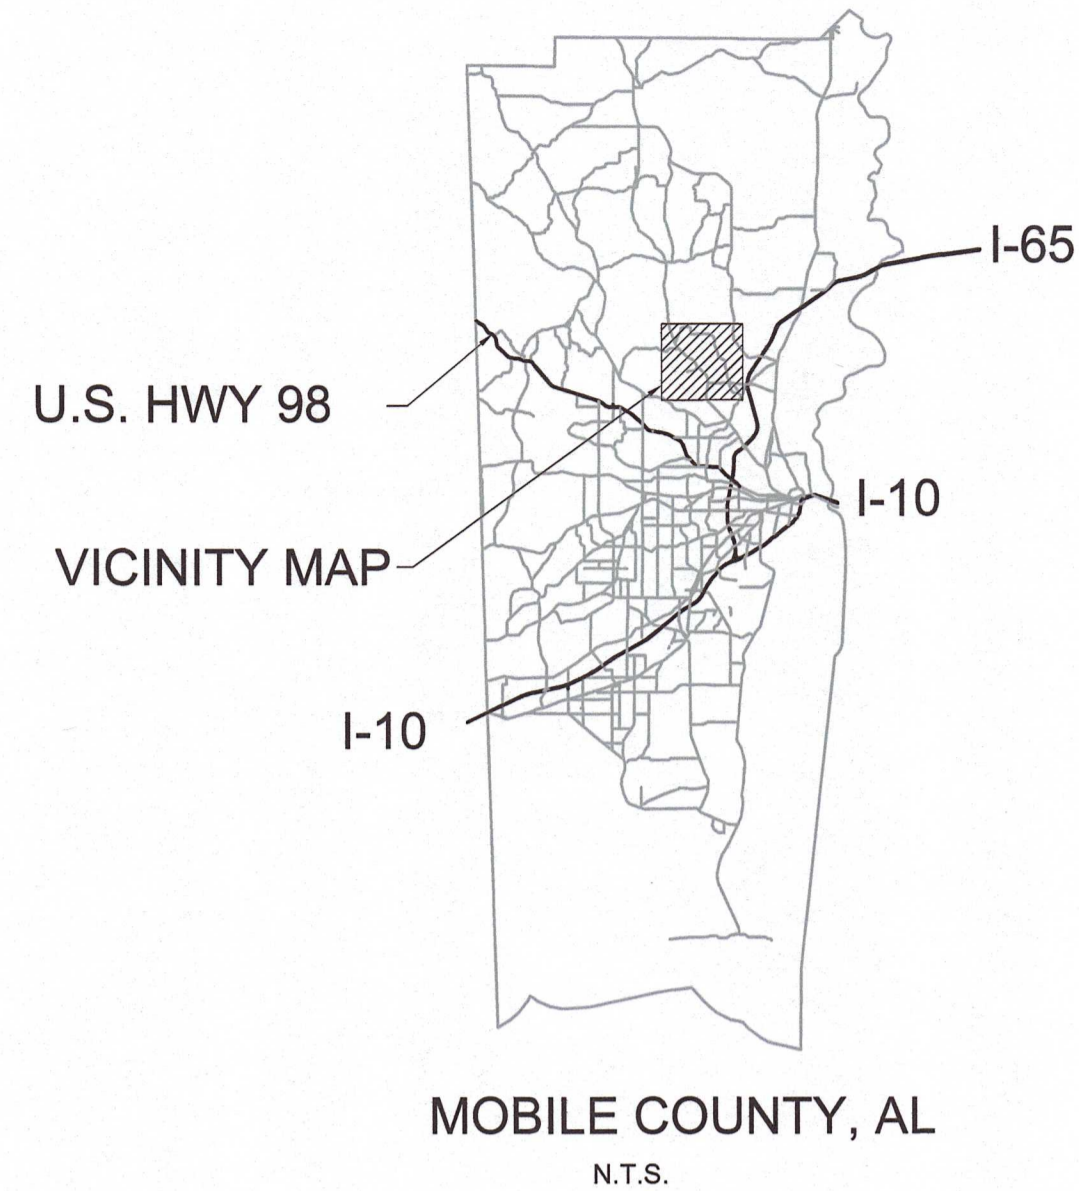 I-65
U.S. HWY 98
I-10
VICINITY MAP
I-10
MOBILE COUNTY, AL
N.T.S.